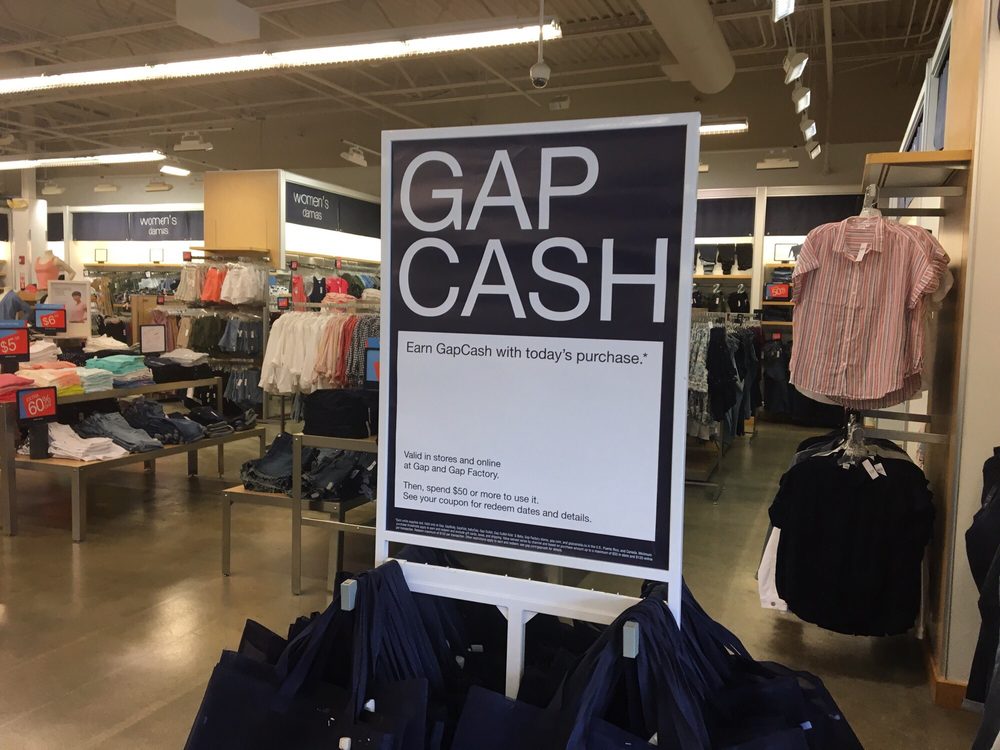 GAP
CASH
Earn GapCash with today's purchase.*
Valid in stores and online
at Gap and Gap Factory.
Then, spend $50 or more to use it.
See your coupon for redeem dates and details.
women's
damas
women's
damas
$6
$5
60%
50%